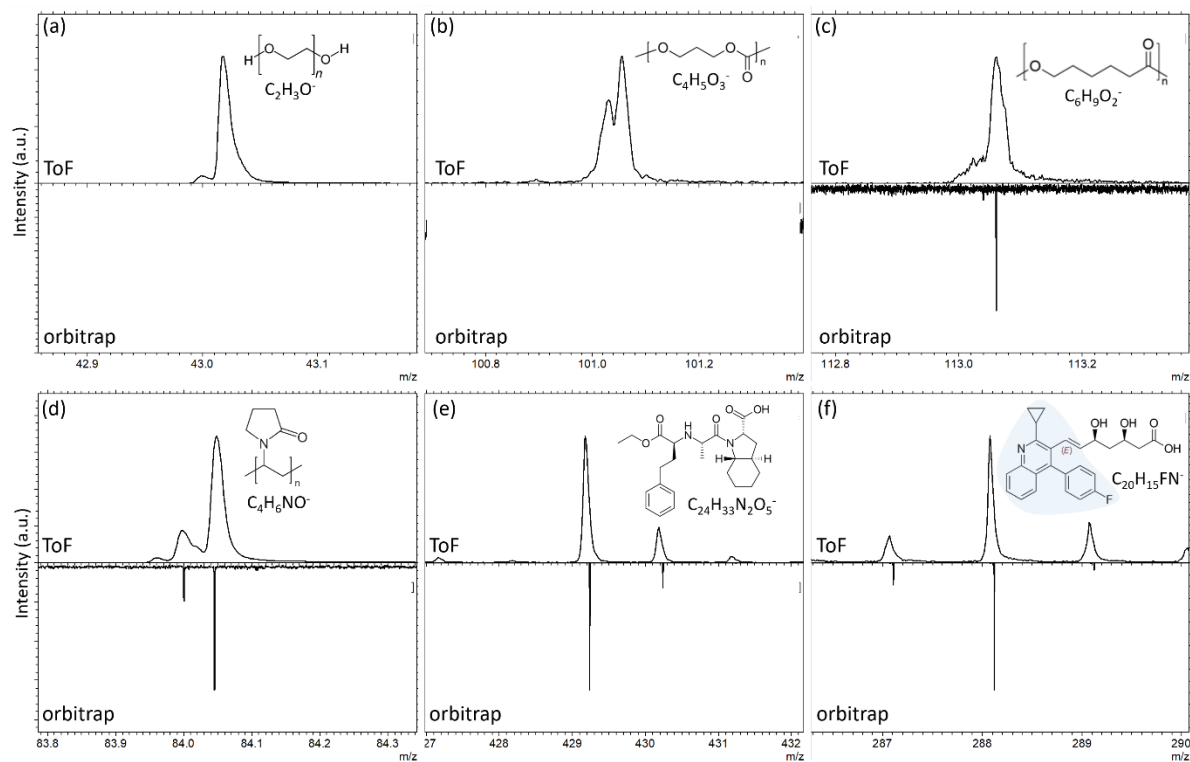 Intensity (a.u.)
(a)
H O O H n
C2H3O-
ToF
orbitrap
42.9 43.0 43.1
m/z
(b)
O O O n
C4H5O3-
ToF
orbitrap
100.8 101.0 101.2
m/z
(c)
O O n
C6H9O2-
ToF
orbitrap
112.8 113.0 113.2
m/z
Intensity (a.u.)
(d)
N O n
C4H6NO-
ToF
orbitrap
83.8 83.9 84.0 84.1 84.2 84.3
m/z
(e)
O OH
O H O N
O N H H
C24H33N2O5-
ToF
orbitrap
27 428 429 430 431 432
m/z
(f)
OH OH O
N (E) OH
F
C20H15FN-
ToF
orbitrap
287 288 289 290
m/z